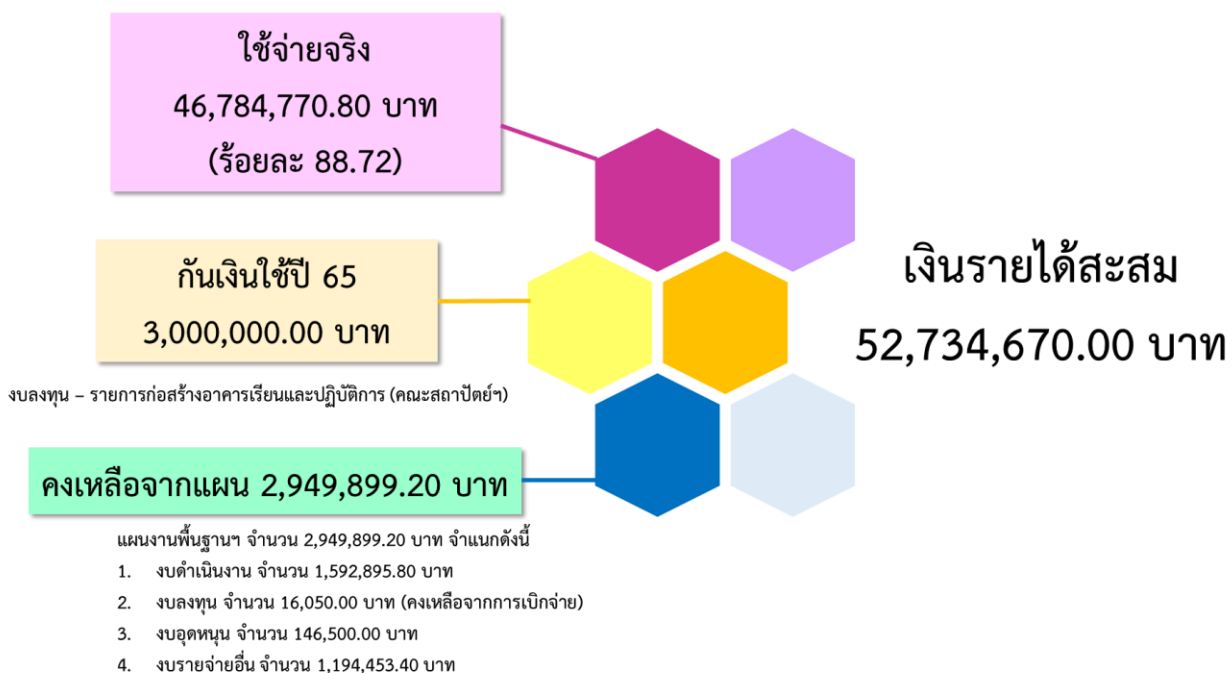 ใช้จ่ายจริง
46,784,770.80 บาท
(ร้อยละ 88.72)
กันเงินใช้ปี 65
3,000,000.00 บาท
งบลงทุน – รายการก่อสร้างอาคารเรียนและปฏิบัติการ (คณะสถาปัตย์ฯ)
คงเหลือจากแผน 2,949,899.20 บาท
แผนงานพื้นฐานฯ จำนวน 2,949,899.20 บาท จำแนกดังนี้
1. งบดำเนินงาน จำนวน 1,592,895.80 บาท
2. งบลงทุน จำนวน 16,050.00 บาท (คงเหลือจากการเบิกจ่าย)
3. งบอุดหนุน จำนวน 146,500.00 บาท
4. งบรายจ่ายอื่น จำนวน 1,194,453.40 บาท
เงินรายได้สะสม
52,734,670.00 บาท